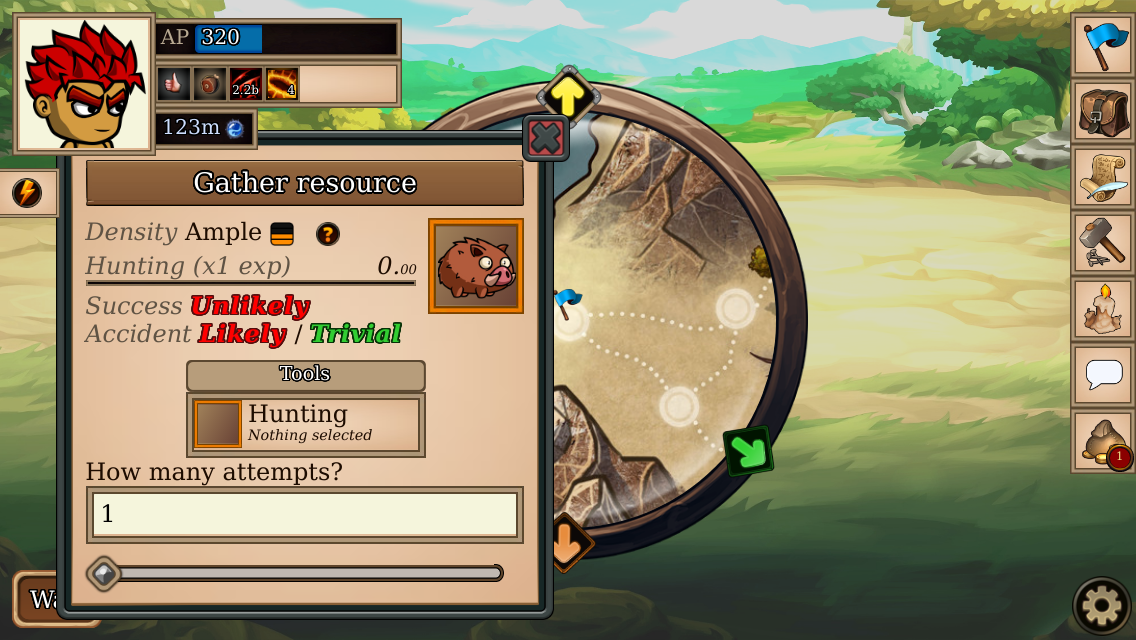 AP 320
2.2b 4
123m
Gather resource
Density Ample ?
Hunting (x1 exp) 0.00
Success Unlikely
Accident Likely / Trivial
Tools
Hunting
Nothing selected
How many attempts?
1
1